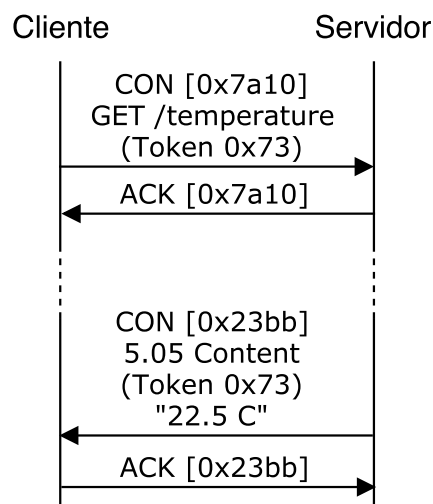 Cliente Servidor
CON [0x7a10]
GET /temperature
(Token 0x73)
ACK [0x7a10]
CON [0x23bb]
5.05 Content
(Token 0x73)
"22.5 C"
ACK [0x23bb]